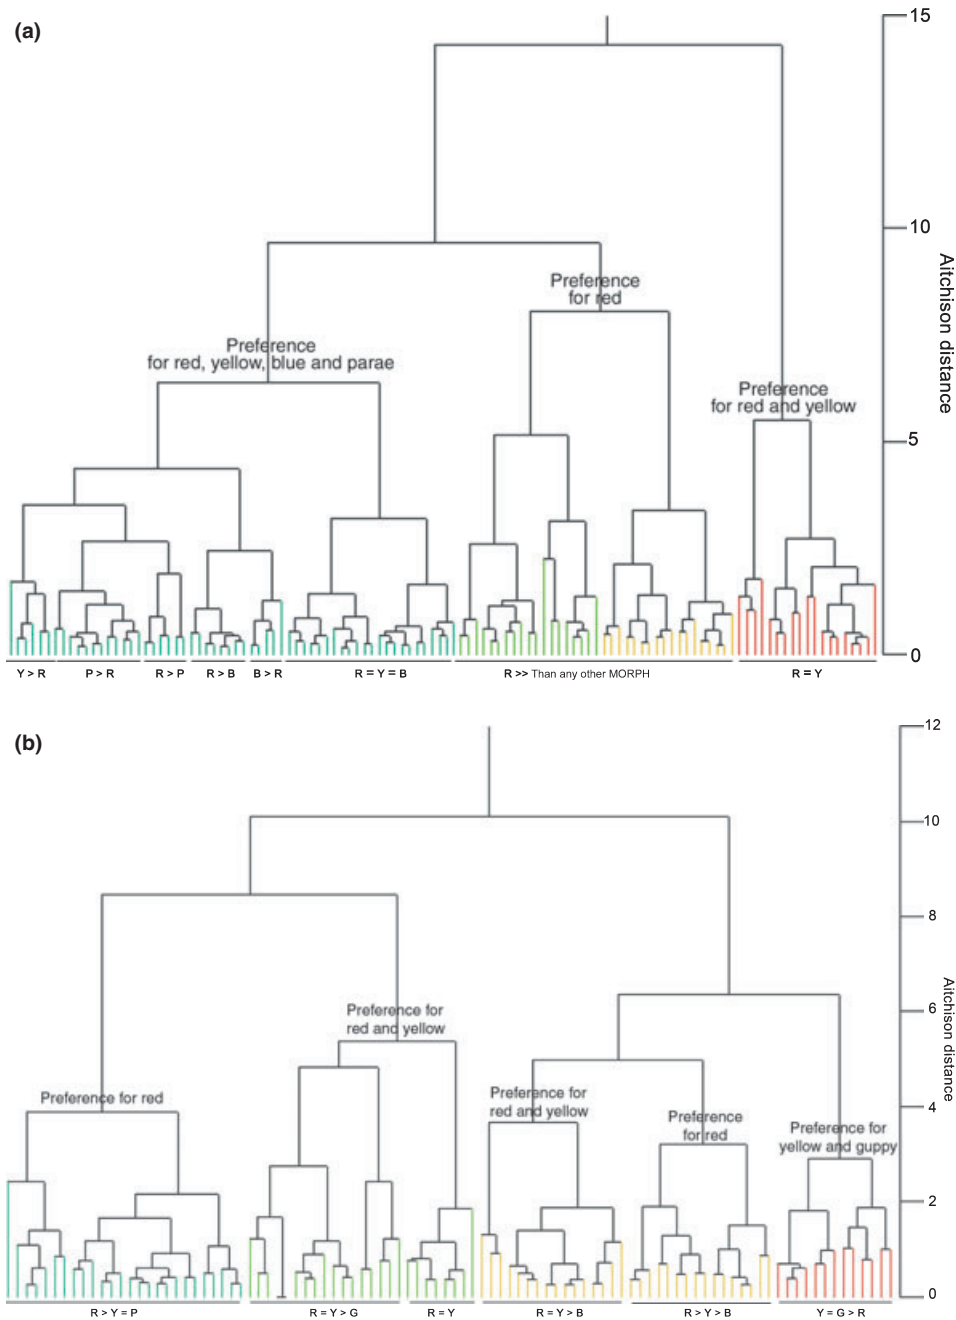 (a)
15
10
Aitchison distance
Preference
for red
Preference
for red, yellow, blue and parae
Preference
for red and yellow
5
0
Y > R
P > R
R > P
R > B
B > R
R = Y = B
R >> Than any other MORPH
R = Y
(b)
12
10
8
Aitchison distance
6
Preference for
red and yellow
4
Preference for red
Preference for
red and yellow
Preference
for red
Preference for
yellow and guppy
2
0
R > Y = P
R = Y > G
R = Y
R = Y > B
R > Y > B
Y = G > R